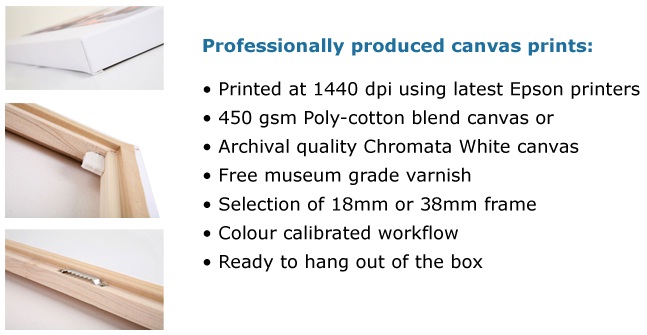 Professionally produced canvas prints:
• Printed at 1440 dpi using latest Epson printers
• 450 gsm Poly-cotton blend canvas or
• Archival quality Chromata White canvas
• Free museum grade varnish
• Selection of 18mm or 38mm frame
• Colour calibrated workflow
• Ready to hang out of the box